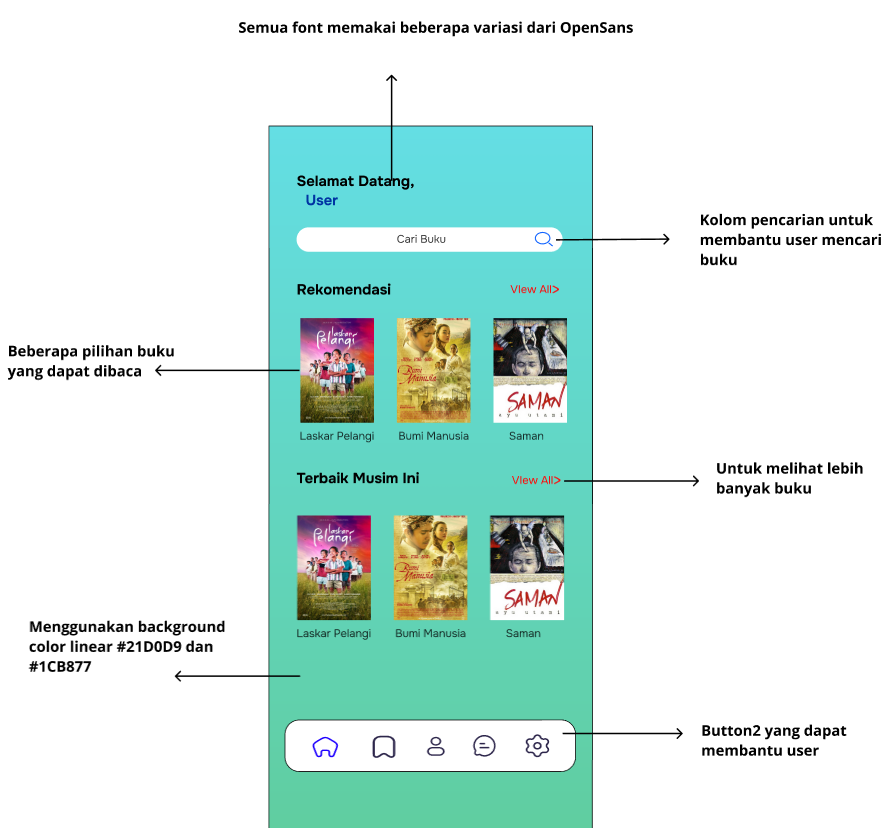 Semua font memakai beberapa variasi dari OpenSans
Selamat Datang,
User
Cari Buku
Kolom pencarian untuk
membantu user mencari
buku
Rekomendasi
VIew All>
Beberapa pilihan buku
yang dapat dibaca
laskar
Pelangi
Bumi
Manusia
SAMAN
ayu utami
Laskar Pelangi
Bumi Manusia
Saman
Terbaik Musim Ini
VIew All>
Untuk melihat lebih
banyak buku
laskar
Pelangi
Bumi
Manusia
SAMAN
ayu utami
Laskar Pelangi
Bumi Manusia
Saman
Menggunakan background
color linear #21D0D9 dan
#1CB877
Button2 yang dapat
membantu user